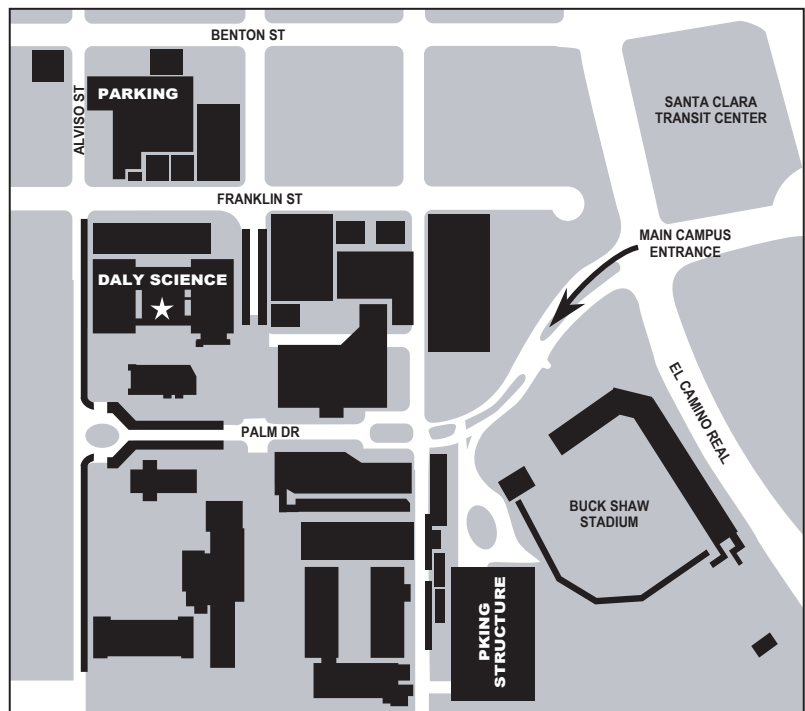 BENTON ST
PARKING
ALVISO ST
SANTA CLARA
TRANSIT CENTER
FRANKLIN ST
MAIN CAMPUS
ENTRANCE
DALY SCIENCE
EL CAMINO REAL
PALM DR
BUCK SHAW
STADIUM
PKING
STRUCTURE